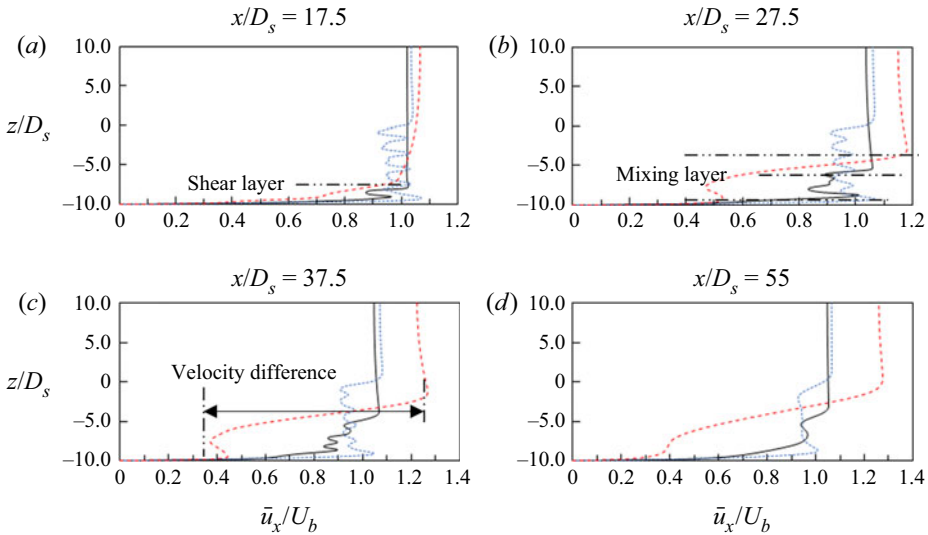 x/D_s = 17.5
x/D_s = 27.5
(a)
(b)
10.0
5.0
0
–5.0
–10.0
z/D_s
Shear layer
0 0.2 0.4 0.6 0.8 1.0 1.2
10.0
5.0
0
–5.0
–10.0
Mixing layer
0 0.2 0.4 0.6 0.8 1.0 1.2
x/D_s = 37.5
x/D_s = 55
(c)
(d)
10.0
5.0
0
–5.0
–10.0
z/D_s
Velocity difference
0 0.2 0.4 0.6 0.8 1.0 1.2 1.4
10.0
5.0
0
–5.0
–10.0
0 0.2 0.4 0.6 0.8 1.0 1.2 1.4
ū_x/U_b
ū_x/U_b